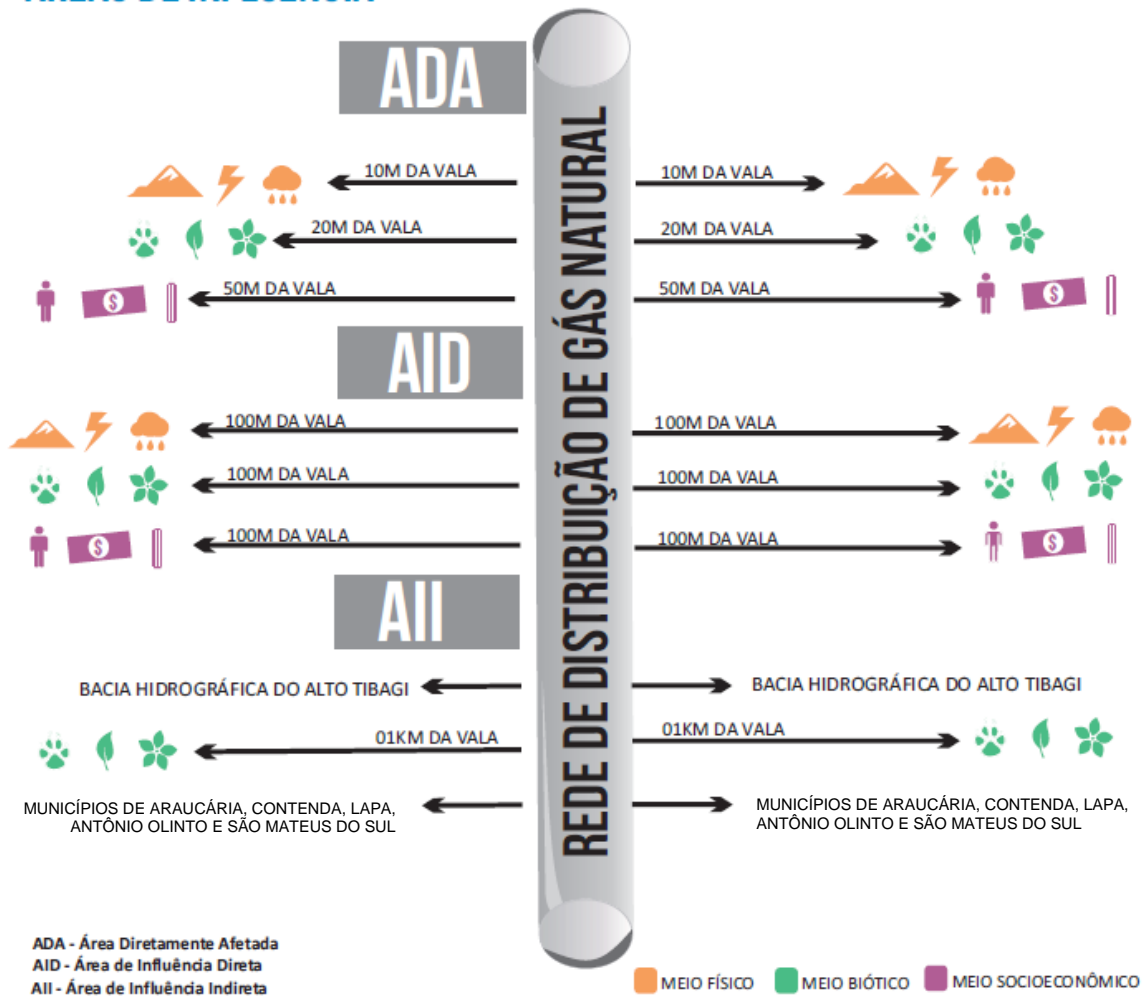 ÁREAS DE INFLUÊNCIA
ADA
10M DA VALA
10M DA VALA
20M DA VALA
20M DA VALA
50M DA VALA
50M DA VALA
AID
100M DA VALA
100M DA VALA
100M DA VALA
100M DA VALA
100M DA VALA
100M DA VALA
AII
BACIA HIDROGRÁFICA DO ALTO TIBAGI
BACIA HIDROGRÁFICA DO ALTO TIBAGI
01KM DA VALA
01KM DA VALA
MUNICÍPIOS DE ARAUCÁRIA, CONTENDA, LAPA,
ANTÔNIO OLINTO E SÃO MATEUS DO SUL
MUNICÍPIOS DE ARAUCÁRIA, CONTENDA, LAPA,
ANTÔNIO OLINTO E SÃO MATEUS DO SUL
REDE DE DISTRIBUIÇÃO DE GÁS NATURAL
ADA - Área Diretamente Afetada
AID - Área de Influência Direta
AII - Área de Influência Indireta
MEIO FÍSICO
MEIO BIÓTICO
MEIO SOCIOECONÔMICO